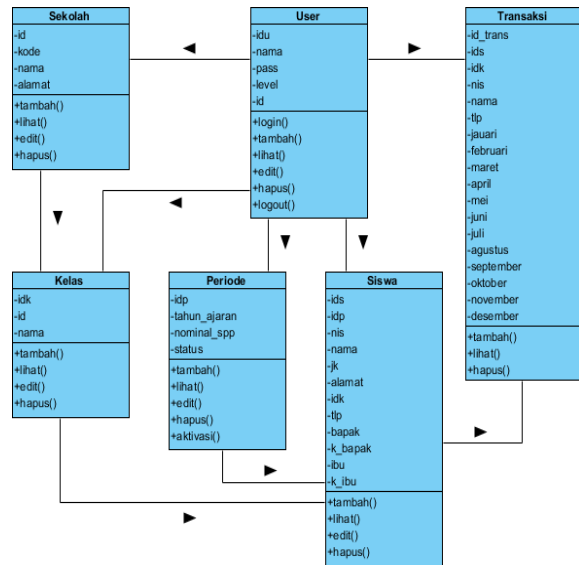 Sekolah
-id
-kode
-nama
-alamat
+tambah()
+lihat()
+edit()
+hapus()
User
-idu
-nama
-pass
-level
-id
+login()
+tambah()
+lihat()
+edit()
+hapus()
+logout()
Transaksi
-id_trans
-ids
-idk
-nis
-nama
-tlp
-jauari
-februari
-maret
-april
-mei
-juni
-juli
-agustus
-september
-oktober
-november
-desember
+tambah()
+lihat()
+hapus()
Kelas
-idk
-id
-nama
+tambah()
+lihat()
+edit()
+hapus()
Periode
-idp
-tahun_ajaran
-nominal_spp
-status
+tambah()
+lihat()
+edit()
+hapus()
+aktivasi()
Siswa
-ids
-idp
-nis
-nama
-jk
-alamat
-idk
-tlp
-bapak
-k_bapak
-ibu
-k_ibu
+tambah()
+lihat()
+edit()
+hapus()